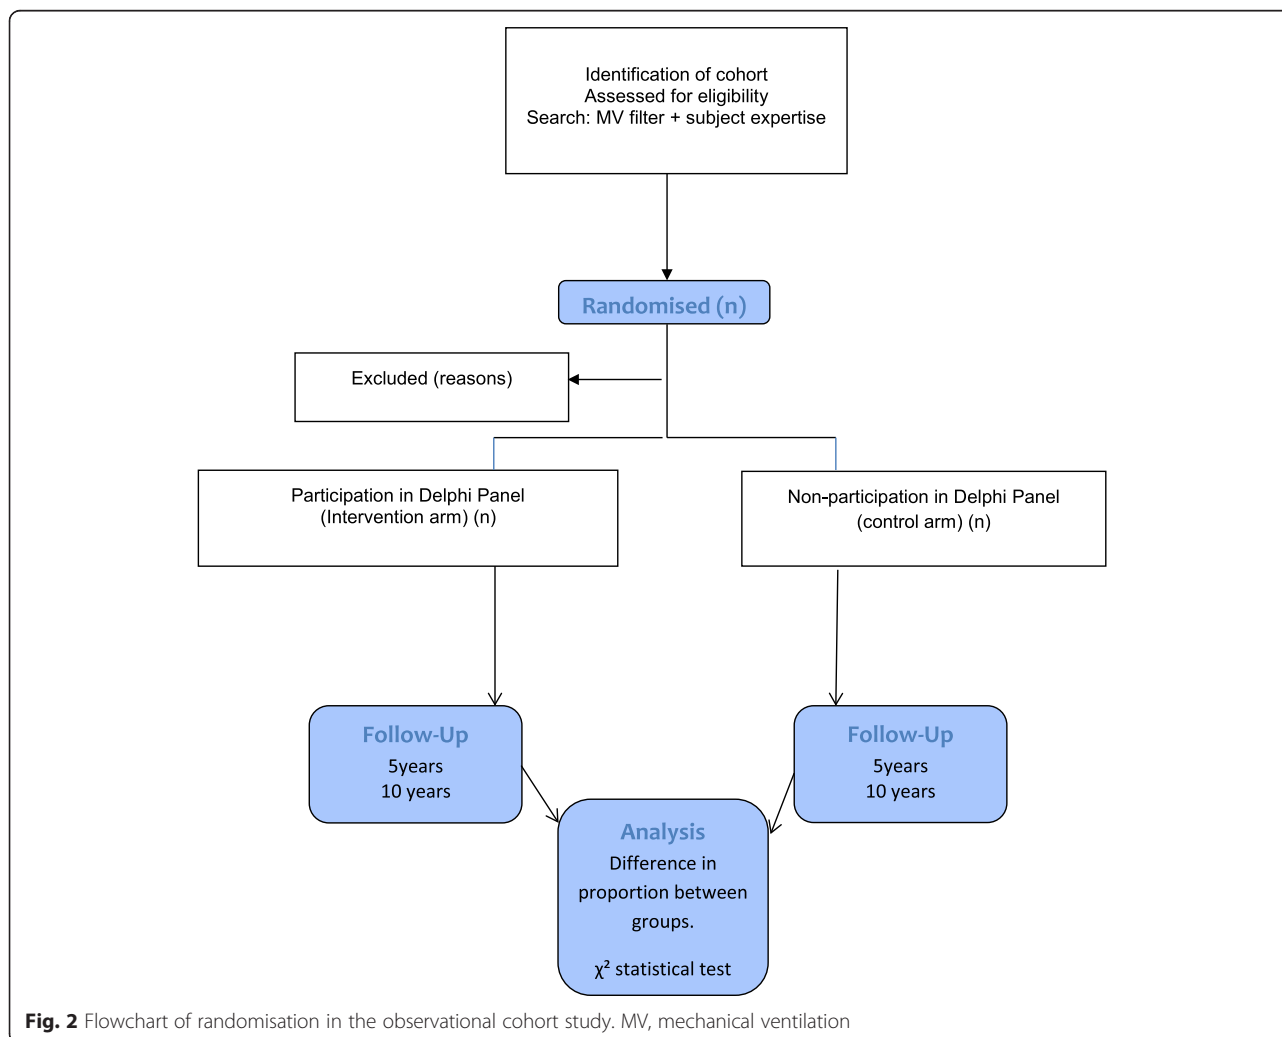 Identification of cohort
Assessed for eligibility
Search: MV filter + subject expertise
Randomised (n)
Excluded (reasons)
Participation in Delphi Panel
(Intervention arm) (n)
Non-participation in Delphi Panel
(control arm) (n)
Follow-Up
5years
10 years
Follow-Up
5years
10 years
Analysis
Difference in
proportion between
groups.
χ² statistical test
Fig. 2 Flowchart of randomisation in the observational cohort study. MV, mechanical ventilation